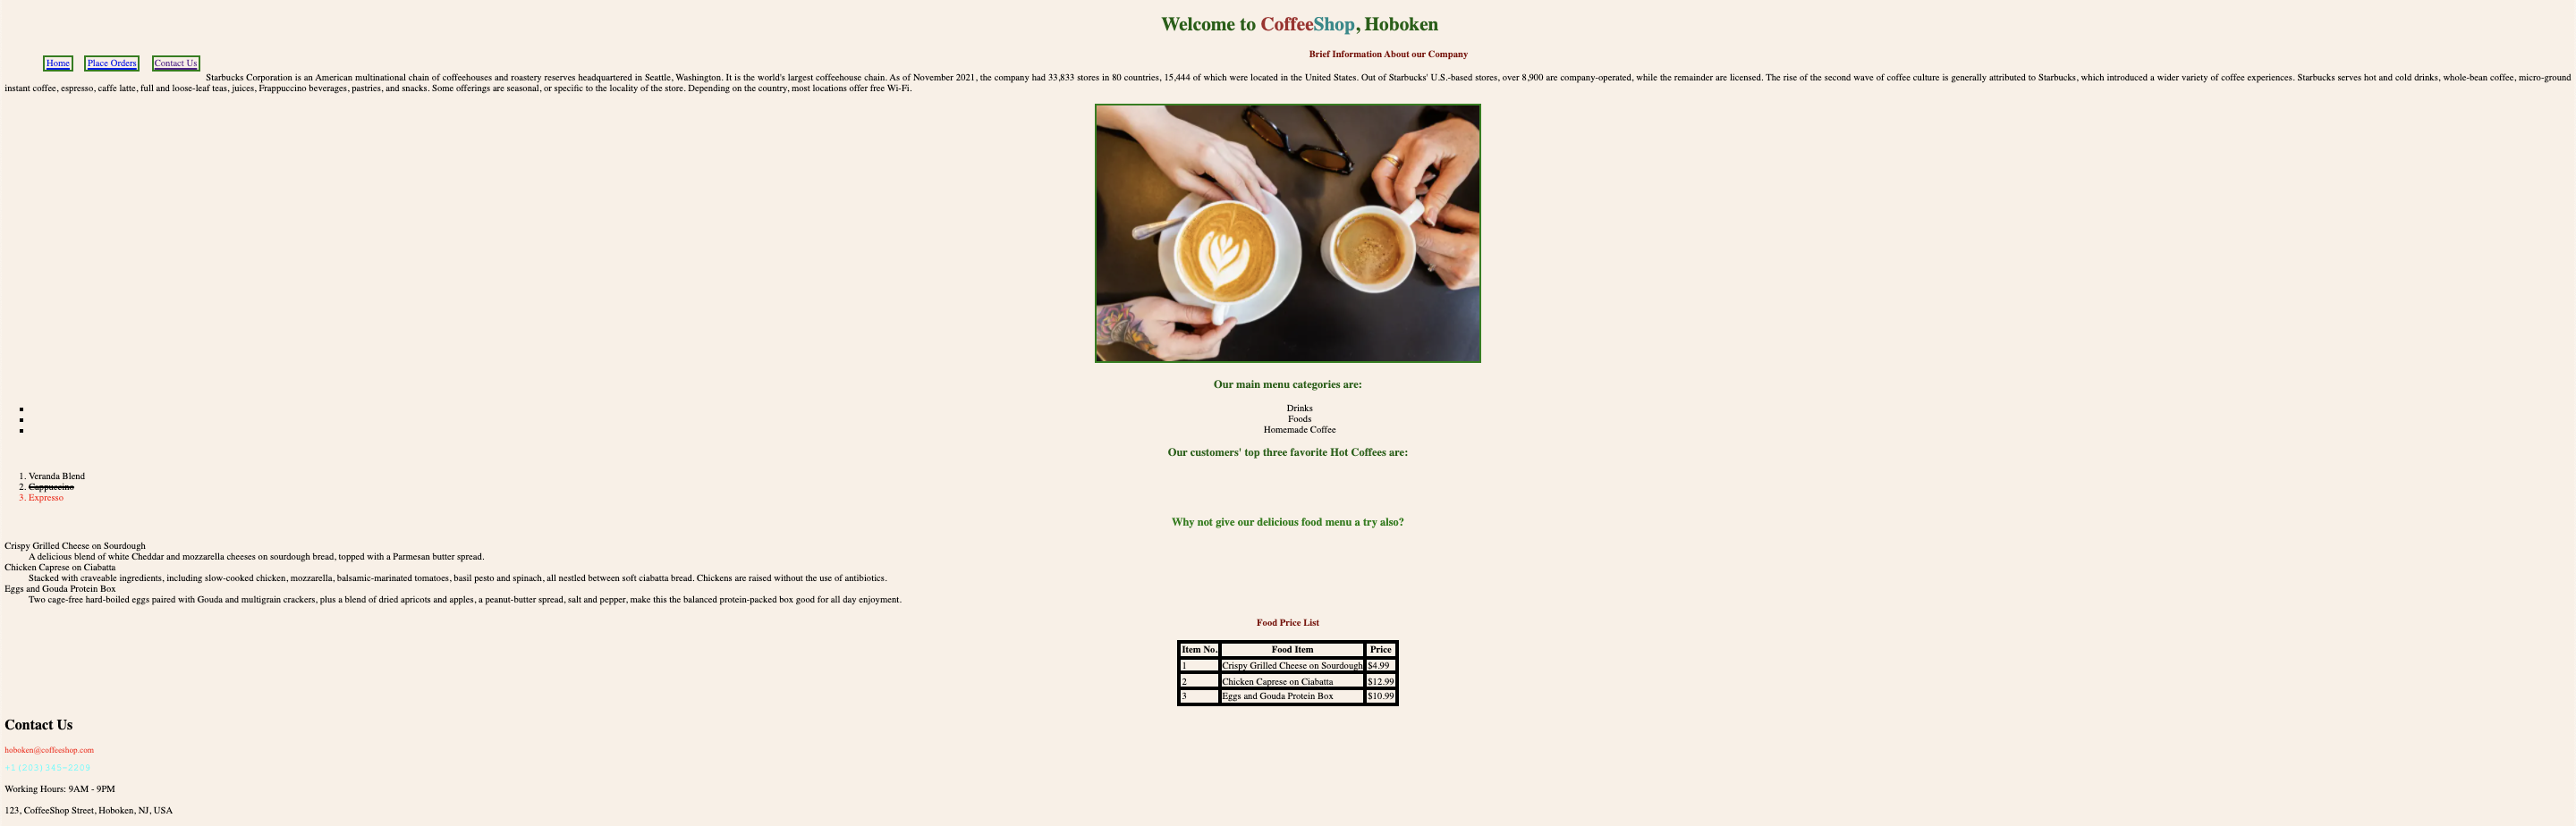 Welcome to CoffeeShop, Hoboken
Brief Information About our Company
Home Place Orders Contact Us
Starbucks Corporation is an American multinational chain of coffeehouses and roastery reserves headquartered in Seattle, Washington. It is the world's largest coffeehouse chain. As of November 2021, the company had 33,833 stores in 80 countries, 15,444 of which were located in the United States. Out of Starbucks' U.S.-based stores, over 8,900 are company-operated, while the remainder are licensed. The rise of the second wave of coffee culture is generally attributed to Starbucks, which introduced a wider variety of coffee experiences. Starbucks serves hot and cold drinks, whole-bean coffee, micro-ground
instant coffee, espresso, caffe latte, full and loose-leaf teas, juices, Frappuccino beverages, pastries, and snacks. Some offerings are seasonal, or specific to the locality of the store. Depending on the country, most locations offer free Wi-Fi.
Our main menu categories are:
Drinks
Foods
Homemade Coffee
Our customers' top three favorite Hot Coffees are:
1. Veranda Blend
2. Cappuccino
3. Expresso
Why not give our delicious food menu a try also?
Crispy Grilled Cheese on Sourdough
A delicious blend of white Cheddar and mozzarella cheeses on sourdough bread, topped with a Parmesan butter spread.
Chicken Caprese on Ciabatta
Stacked with craveable ingredients, including slow-cooked chicken, mozzarella, balsamic-marinated tomatoes, basil pesto and spinach, all nestled between soft ciabatta bread. Chickens are raised without the use of antibiotics.
Eggs and Gouda Protein Box
Two cage-free hard-boiled eggs paired with Gouda and multigrain crackers, plus a blend of dried apricots and apples, a peanut-butter spread, salt and pepper, make this the balanced protein-packed box good for all day enjoyment.
Food Price List
Item No. Food Item Price
1 Crispy Grilled Cheese on Sourdough $4.99
2 Chicken Caprese on Ciabatta $12.99
3 Eggs and Gouda Protein Box $10.99
Contact Us
hoboken@coffeeshop.com
+1 (203) 345-2209
Working Hours: 9AM - 9PM
123, CoffeeShop Street, Hoboken, NJ, USA